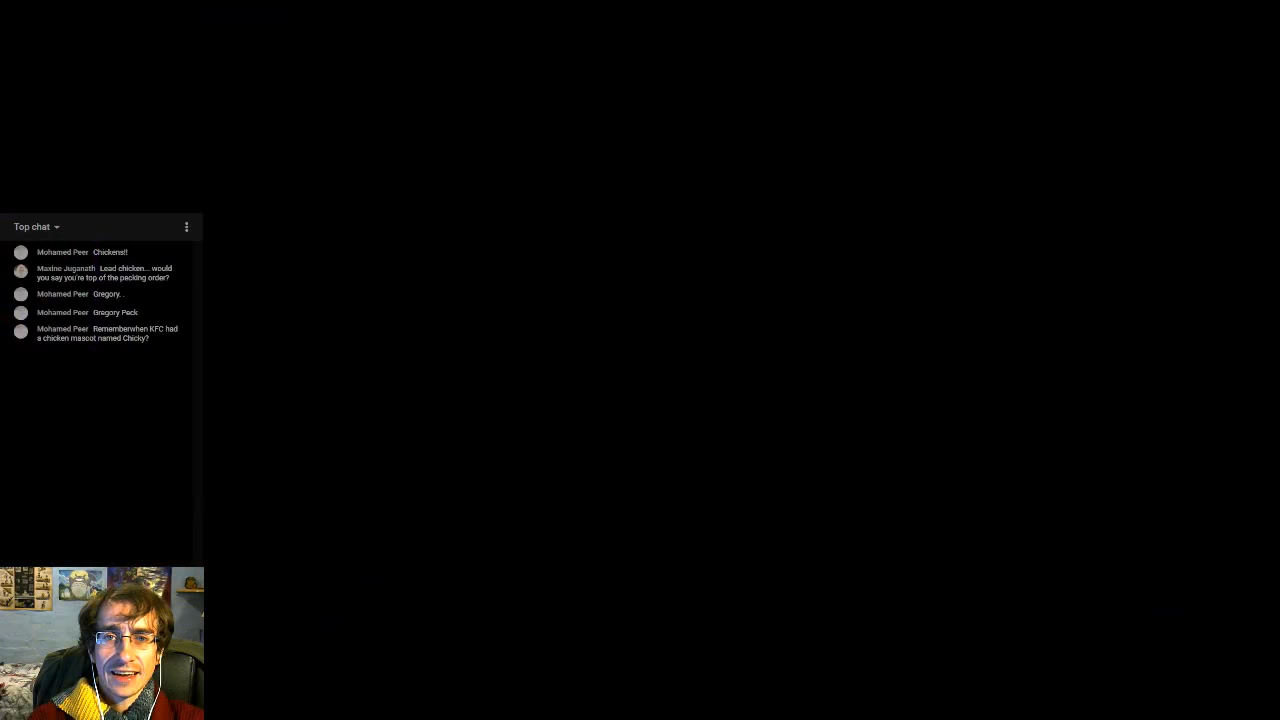 Top chat
Mohamed Peer Chickens!!
Maxine Juganath Lead chicken... would
you say you're top of the pecking order?
Mohamed Peer Gregory. .
Mohamed Peer Gregory Peck
Mohamed Peer Rememberwhen KFC had
a chicken mascot named Chicky?